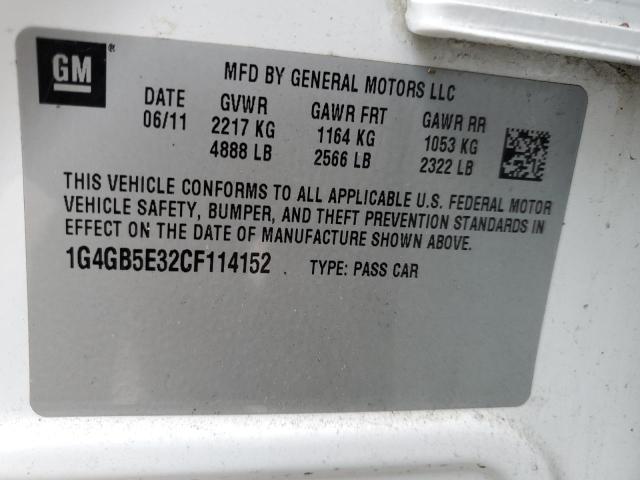 GM ®
MFD BY GENERAL MOTORS LLC
DATE GVWR GAWR FRT GAWR RR
06/11 2217 KG 1164 KG 1053 KG
4888 LB 2566 LB 2322 LB
THIS VEHICLE CONFORMS TO ALL APPLICABLE U.S. FEDERAL MOTOR
VEHICLE SAFETY, BUMPER, AND THEFT PREVENTION STANDARDS IN
EFFECT ON THE DATE OF MANUFACTURE SHOWN ABOVE.
1G4GB5E32CF114152 TYPE: PASS CAR